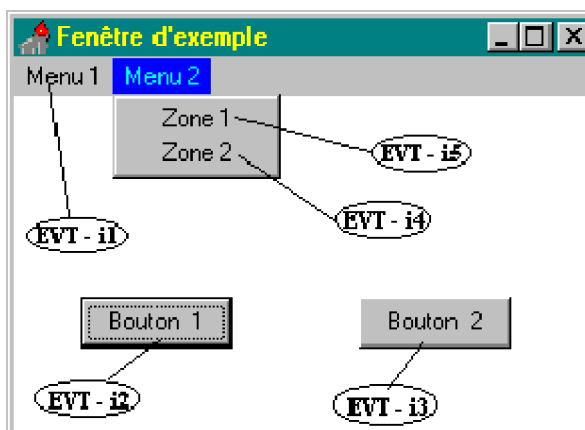 Fenêtre d'exemple
Menu 1 Menu 2
Zone 1
Zone 2
EVT - i5
EVT - i4
EVT - i1
Bouton 1 Bouton 2
EVT - i2 EVT - i3